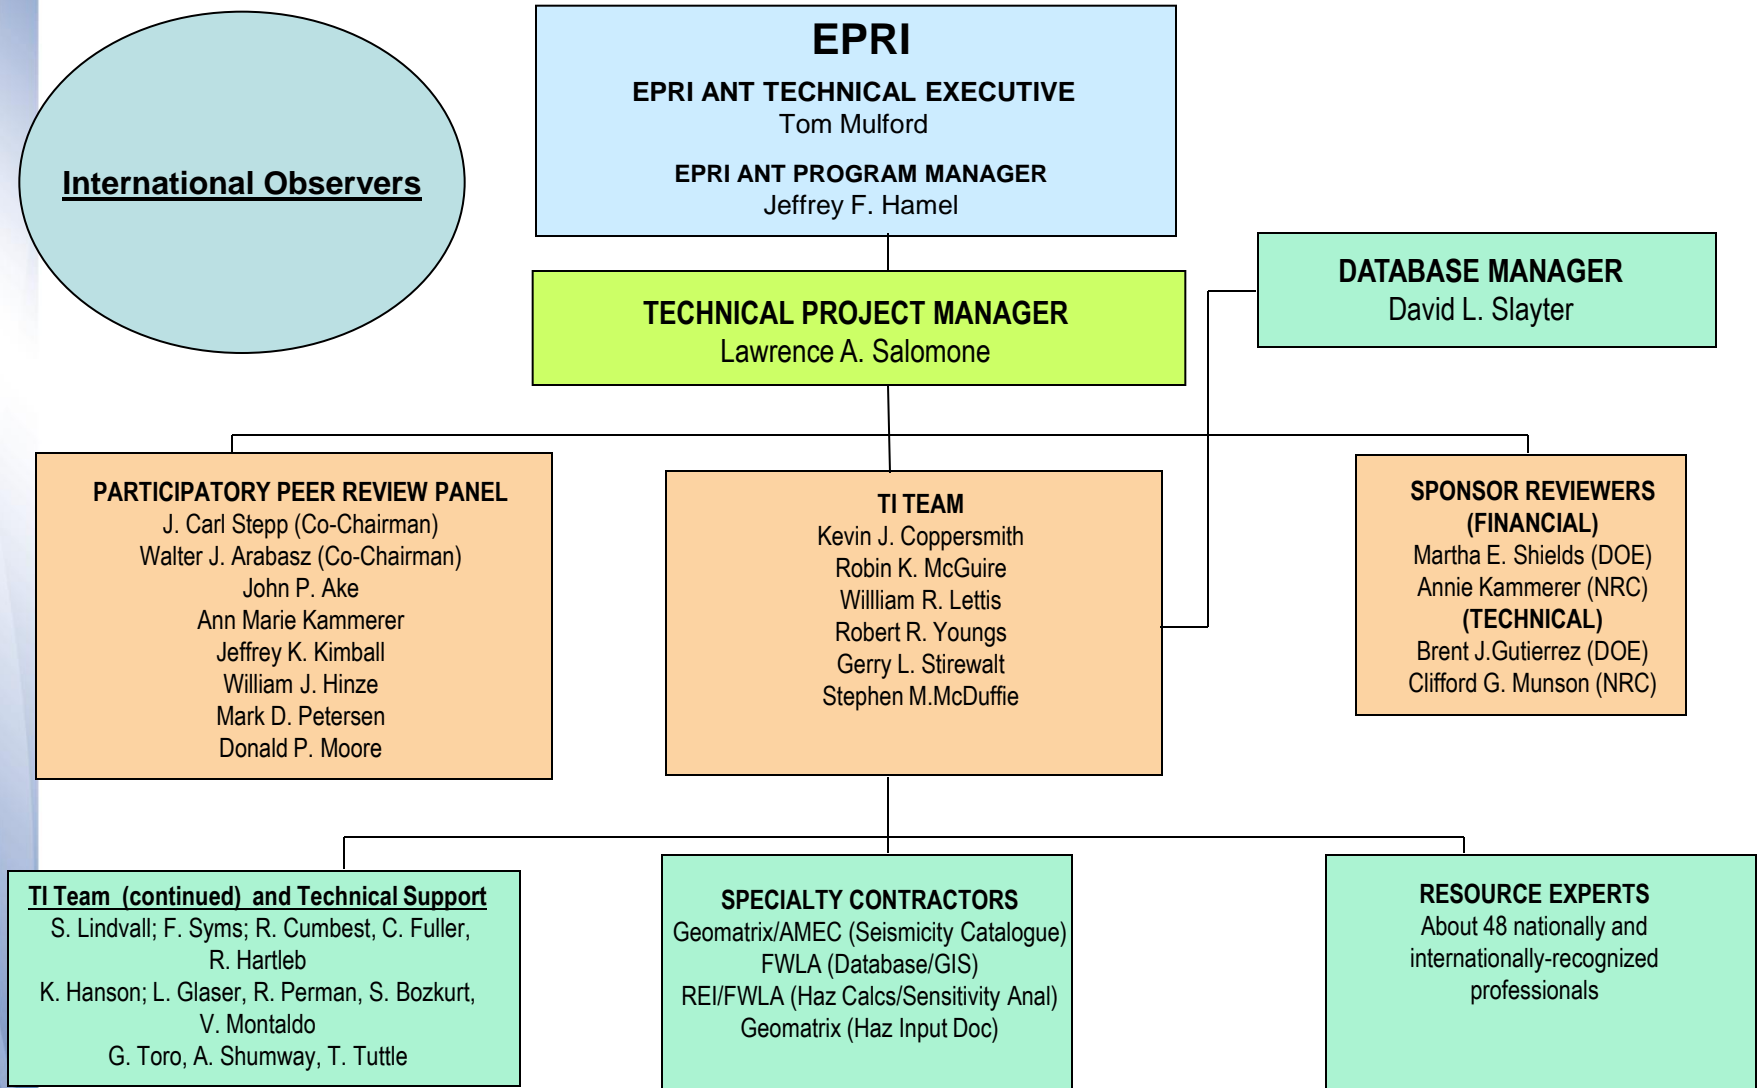 International Observers
EPRI
EPRI ANT TECHNICAL EXECUTIVE
Tom Mulford
EPRI ANT PROGRAM MANAGER
Jeffrey F. Hamel
TECHNICAL PROJECT MANAGER
Lawrence A. Salomone
DATABASE MANAGER
David L. Slayter
PARTICIPATORY PEER REVIEW PANEL
J. Carl Stepp (Co-Chairman)
Walter J. Arabasz (Co-Chairman)
John P. Ake
Ann Marie Kammerer
Jeffrey K. Kimball
William J. Hinze
Mark D. Petersen
Donald P. Moore
TI TEAM
Kevin J. Coppersmith
Robin K. McGuire
Willliam R. Lettis
Robert R. Youngs
Gerry L. Stirewalt
Stephen M.McDuffie
SPONSOR REVIEWERS
(FINANCIAL)
Martha E. Shields (DOE)
Annie Kammerer (NRC)
(TECHNICAL)
Brent J.Gutierrez (DOE)
Clifford G. Munson (NRC)
TI Team (continued) and Technical Support
S. Lindvall; F. Syms; R. Cumbest, C. Fuller,
R. Hartleb
K. Hanson; L. Glaser, R. Perman, S. Bozkurt,
V. Montaldo
G. Toro, A. Shumway, T. Tuttle
SPECIALTY CONTRACTORS
Geomatrix/AMEC (Seismicity Catalogue)
FWLA (Database/GIS)
REI/FWLA (Haz Calcs/Sensitivity Anal)
Geomatrix (Haz Input Doc)
RESOURCE EXPERTS
About 48 nationally and
internationally-recognized
professionals